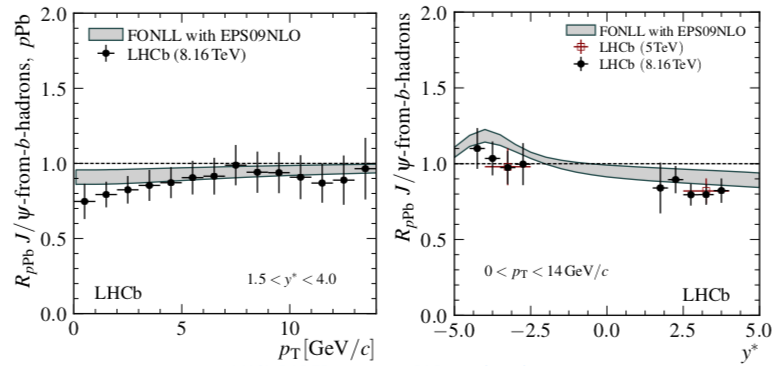 R_pPb J/ψ-from-b-hadrons, pPb
2.0
1.5
1.0
0.5
0.0
FONLL with EPS09NLO
LHCb (8.16 TeV)
LHCb
1.5 < y* < 4.0
0
5
10
p_T [GeV/c]
R_pPb J/ψ-from-b-hadrons
2.0
1.5
1.0
0.5
0.0
FONLL with EPS09NLO
LHCb (5TeV)
LHCb (8.16TeV)
0 < p_T < 14 GeV/c
LHCb
−5.0
−2.5
0.0
2.5
5.0
y*